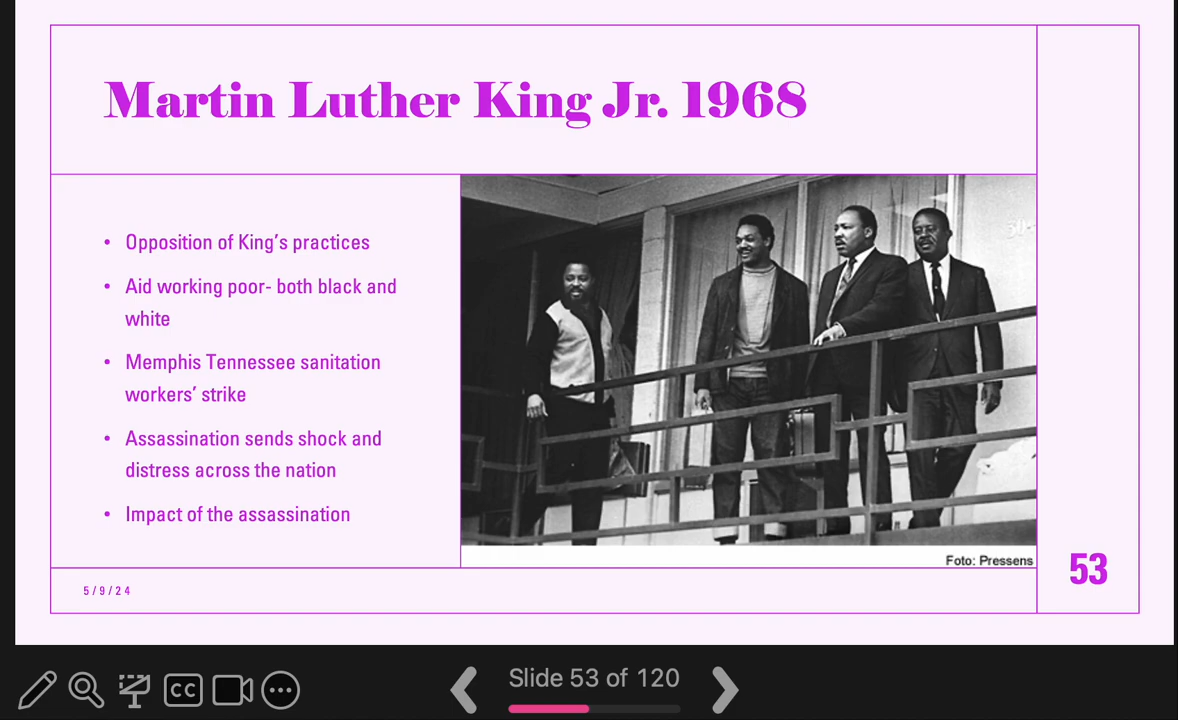 Martin Luther King Jr. 1968
• Opposition of King's practices
• Aid working poor- both black and
white
• Memphis Tennessee sanitation
workers' strike
• Assassination sends shock and
distress across the nation
• Impact of the assassination
Foto: Pressens
53
5/9/24
CC
Slide 53 of 120